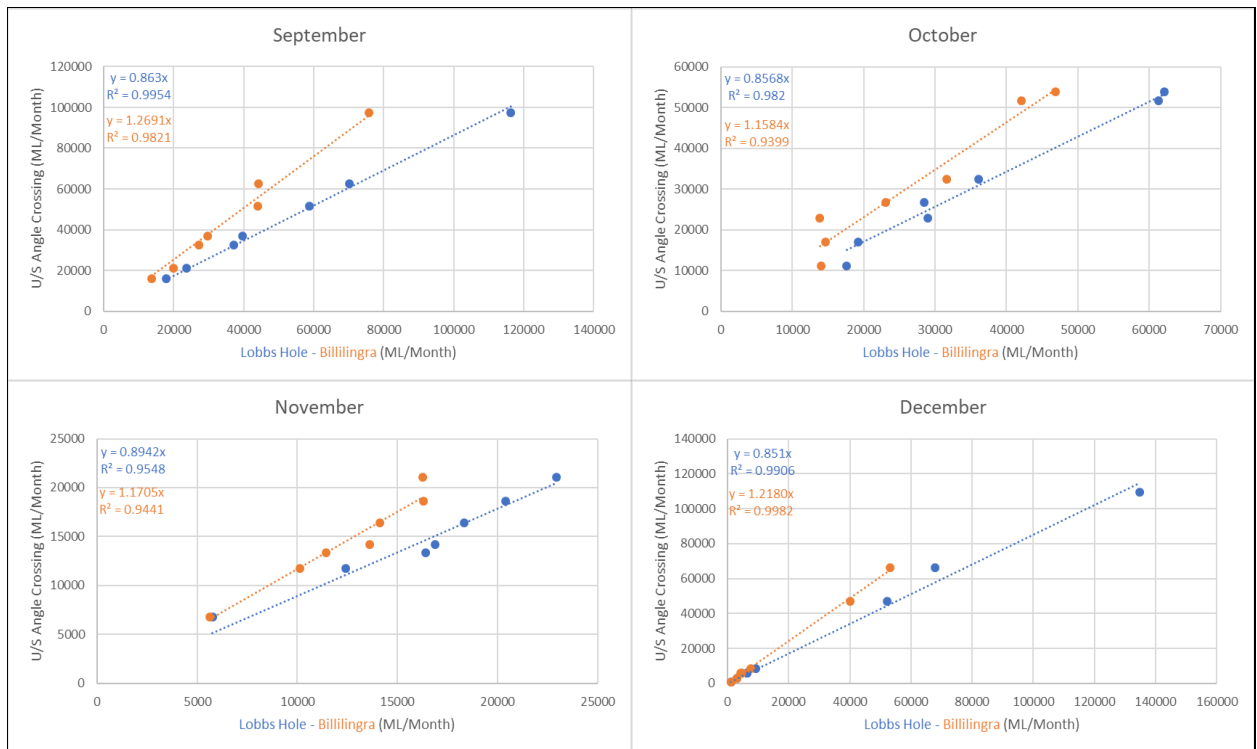 September
y = 0.863x
R² = 0.9954
y = 1.2691x
R² = 0.9821
U/S Angle Crossing (ML/Month)
120000
100000
80000
60000
40000
20000
0
0 20000 40000 60000 80000 100000 120000 140000
Lobbs Hole - Billilingra (ML/Month)
October
y = 0.8568x
R² = 0.982
y = 1.1584x
R² = 0.9399
U/S Angle Crossing (ML/Month)
60000
50000
40000
30000
20000
10000
0
0 10000 20000 30000 40000 50000 60000 70000
Lobbs Hole - Billilingra (ML/Month)
November
y = 0.8942x
R² = 0.9548
y = 1.1705x
R² = 0.9441
U/S Angle Crossing (ML/Month)
25000
20000
15000
10000
5000
0
0 5000 10000 15000 20000 25000
Lobbs Hole - Billilingra (ML/Month)
December
y = 0.851x
R² = 0.9906
y = 1.2180x
R² = 0.9982
U/S Angle Crossing (ML/Month)
140000
120000
100000
80000
60000
40000
20000
0
0 20000 40000 60000 80000 100000 120000 140000 160000
Lobbs Hole - Billilingra (ML/Month)